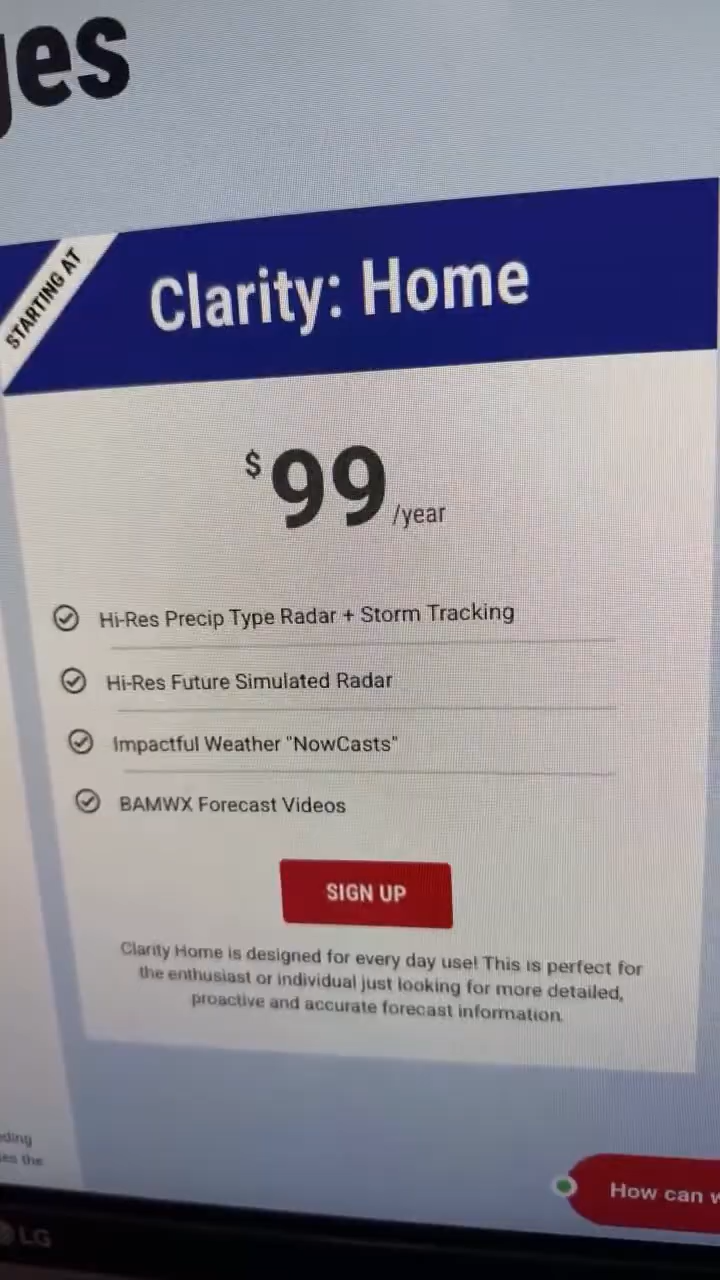 STARTING AT
Clarity: Home
$99/year
Hi-Res Precip Type Radar + Storm Tracking
Hi-Res Future Simulated Radar
Impactful Weather "NowCasts"
BAMWX Forecast Videos
SIGN UP
Clarity Home is designed for every day use! This is perfect for
the enthusiast or individual just looking for more detailed,
proactive and accurate forecast information.
How can
LG